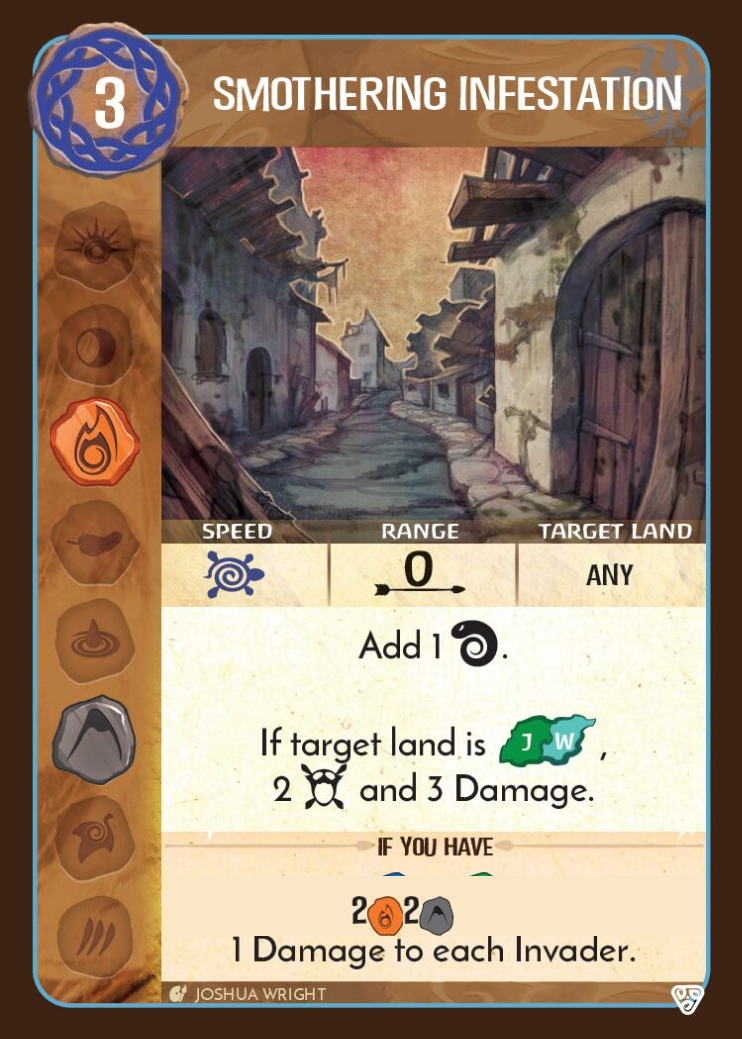 3
SMOTHERING INFESTATION
SPEED RANGE TARGET LAND
0 ANY
Add 1 .
If target land is J W ,
2 and 3 Damage.
IF YOU HAVE
2 2
1 Damage to each Invader.
JOSHUA WRIGHT